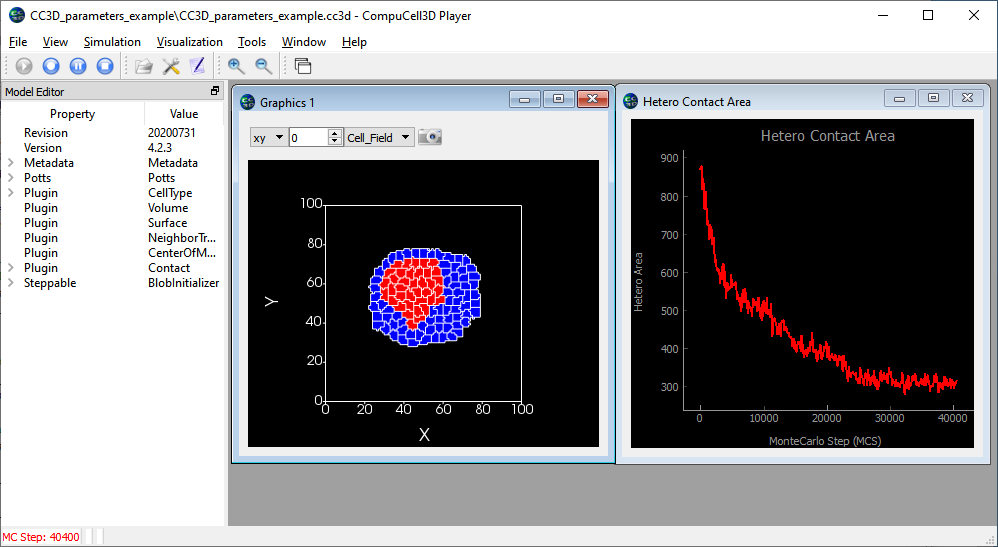 CC3D_parameters_example\CC3D_parameters_example.cc3d - CompuCell3D Player
File View Simulation Visualization Tools Window Help
Model Editor
Property Value
Revision 20200731
Version 4.2.3
Metadata Metadata
Potts Potts
Plugin CellType
Plugin Volume
Plugin Surface
Plugin NeighborTr...
Plugin CenterOfM...
Plugin Contact
Steppable BlobInitializer
Graphics 1
xy 0 Cell_Field
100
80
60
40
20
0
Y
0 20 40 60 80 100
X
Hetero Contact Area
Hetero Contact Area
900
800
700
600
500
400
300
Hetero Area
0 10000 20000 30000 40000
MonteCarlo Step (MCS)
MC Step: 40400